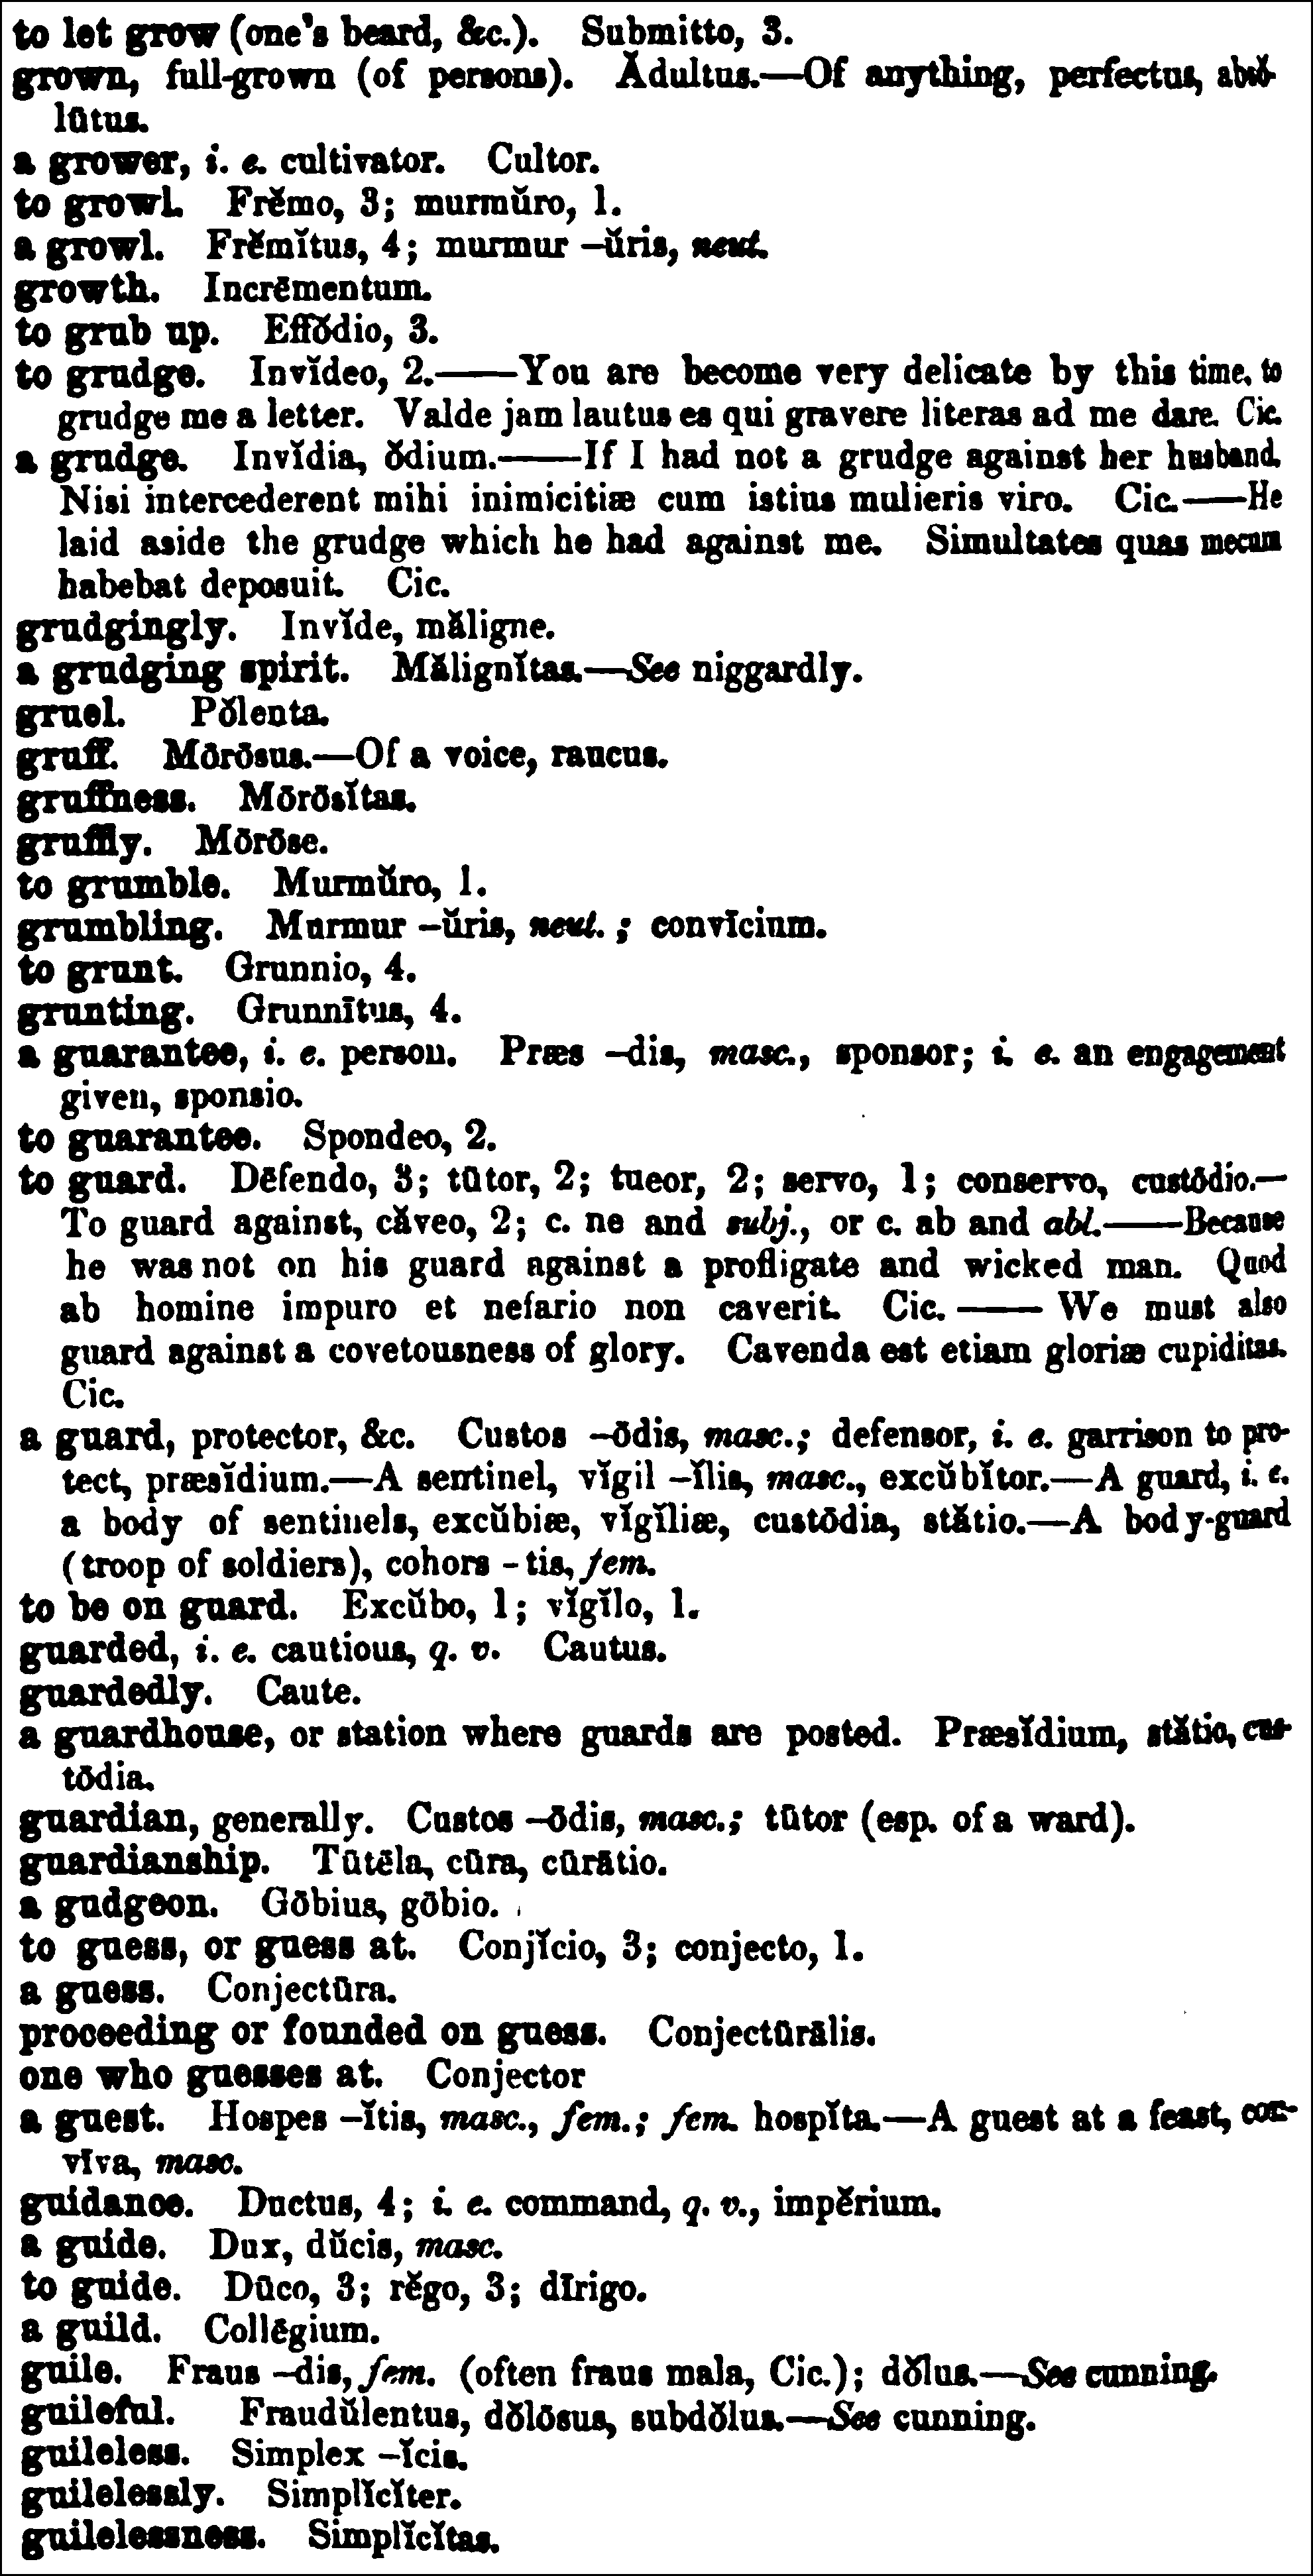 to let grow (one's beard, &c.). Submitto, 3.
grown, full-grown (of persons). Ădultus.—Of anything, perfectus, absŏ-
lūtus.
a grower, i. e. cultivator. Cultor.
to growl. Frĕmo, 3; murmŭro, 1.
a growl. Frĕmĭtus, 4; murmur –ŭris, neut.
growth. Incrēmentum.
to grub up. Effŏdio, 3.
to grudge. Invĭdeo, 2.——You are become very delicate by this time, to
grudge me a letter. Valde jam lautus es qui gravere literas ad me dare. Cic.
a grudge. Invĭdia, ŏdium.——If I had not a grudge against her husband.
Nisi intercederent mihi inimicitiæ cum istius mulieris viro. Cic.——He
laid aside the grudge which he had against me. Simultates quas mecum
habebat deposuit. Cic.
grudgingly. Invĭde, măligne.
a grudging spirit. Mălignĭtas.—See niggardly.
gruel. Pŏlenta.
gruff. Mōrōsus.—Of a voice, raucus.
gruffness. Mōrōsĭtas.
gruffly. Mōrōse.
to grumble. Murmŭro, 1.
grumbling. Murmur –ŭris, neut.; convīcium.
to grunt. Grunnio, 4.
grunting. Grunnītus, 4.
a guarantee, i. e. person. Præs –dis, masc., sponsor; i. e. an engagement
given, sponsio.
to guarantee. Spondeo, 2.
to guard. Dēfendo, 3; tūtor, 2; tueor, 2; servo, 1; conservo, custōdio.—
To guard against, căveo, 2; c. ne and subj., or c. ab and abl.——Because
he was not on his guard against a profligate and wicked man. Quod
ab homine impuro et nefario non caverit. Cic.——We must also
guard against a covetousness of glory. Cavenda est etiam gloriæ cupiditas.
Cic.
a guard, protector, &c. Custos –ōdis, masc.; defensor, i. e. garrison to pro-
tect, præsĭdium.—A sentinel, vĭgil –ĭlis, masc., excŭbĭtor.—A guard, i. e.
a body of sentinels, excŭbiæ, vĭgĭliæ, custōdia, stătio.—A body-guard
(troop of soldiers), cohors –tis, fem.
to be on guard. Excŭbo, 1; vĭgĭlo, 1.
guarded, i. e. cautious, q. v. Cautus.
guardedly. Caute.
a guardhouse, or station where guards are posted. Præsĭdium, stătio, cus-
tōdia.
guardian, generally. Custos –ōdis, masc.; tūtor (esp. of a ward).
guardianship. Tūtēla, cūra, cūrātio.
a gudgeon. Gōbius, gōbio.
to guess, or guess at. Conjĭcio, 3; conjecto, 1.
a guess. Conjectūra.
proceeding or founded on guess. Conjectūrālis.
one who guesses at. Conjector
a guest. Hospes –ĭtis, masc., fem.; fem. hospĭta.—A guest at a feast, con-
vīva, masc.
guidance. Ductus, 4; i. e. command, q. v., impĕrium.
a guide. Dux, dŭcis, masc.
to guide. Dūco, 3; rĕgo, 3; dīrigo.
a guild. Collēgium.
guile. Fraus –dis, fem. (often fraus mala, Cic.); dŏlus.—See cunning.
guileful. Fraudŭlentus, dŏlōsus, subdŏlus.—See cunning.
guileless. Simplex –ĭcis.
guilelessly. Simplĭcĭter.
guilelessness. Simplĭcĭtas.